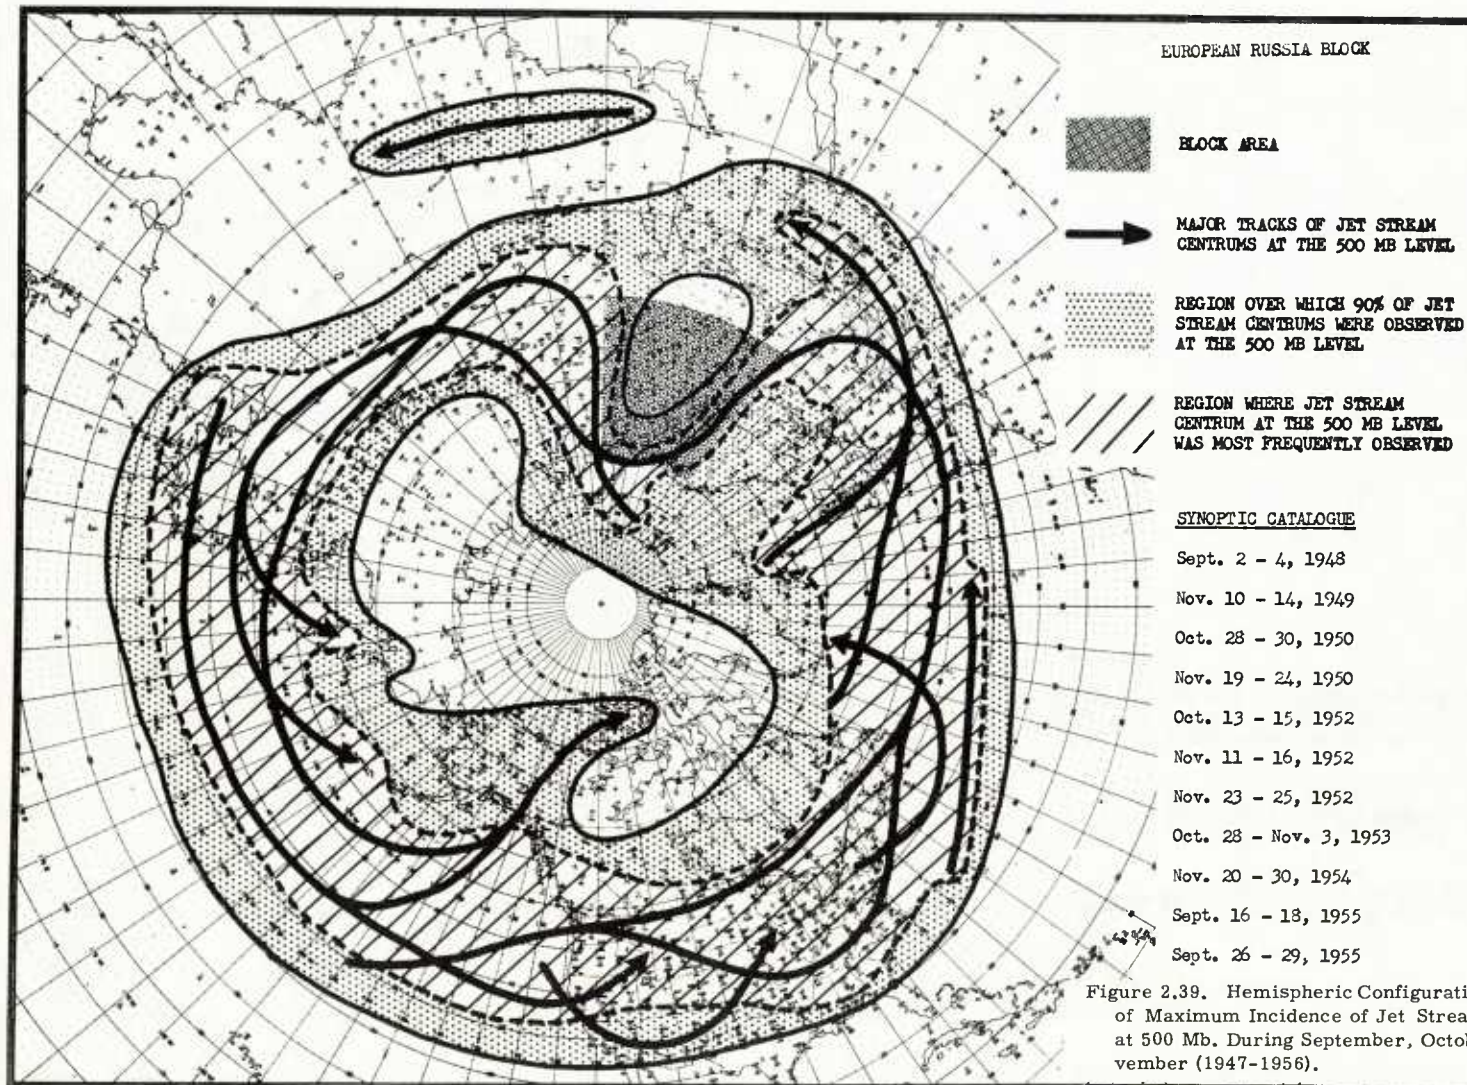 EUROPEAN RUSSIA BLOCK
BLOCK AREA
MAJOR TRACKS OF JET STREAM
CENTRUMS AT THE 500 MB LEVEL
REGION OVER WHICH 90% OF JET
STREAM CENTRUMS WERE OBSERVED
AT THE 500 MB LEVEL
REGION WHERE JET STREAM
CENTRUM AT THE 500 MB LEVEL
WAS MOST FREQUENTLY OBSERVED
SYNOPTIC CATALOGUE
Sept. 2 - 4, 1948
Nov. 10 - 14, 1949
Oct. 28 - 30, 1950
Nov. 19 - 24, 1950
Oct. 13 - 15, 1952
Nov. 11 - 16, 1952
Nov. 23 - 25, 1952
Oct. 28 - Nov. 3, 1953
Nov. 20 - 30, 1954
Sept. 16 - 18, 1955
Sept. 26 - 29, 1955
Figure 2.39. Hemispheric Configurati
of Maximum Incidence of Jet Strea
at 500 Mb. During September, Octo
vember (1947-1956).